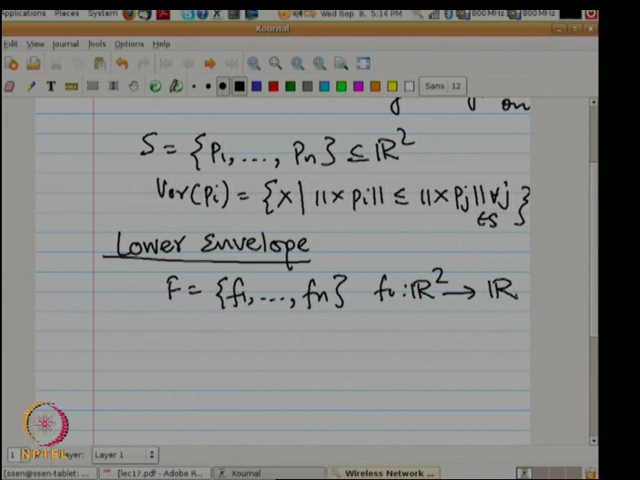 Applications Places System Wed Sep 8, 5:14 PM 800 MHz 800 MHz
Xournal
Edit View Journal Tools Options Help
Sans 12
on
S = {p1, ..., pn} ⊆ ℝ²
Vor(pi) = {x | ||x pi|| ≤ ||x pj|| ∀j
∈S }
Lower Envelope
F = {f1, ..., fn} fi : ℝ² → ℝ
NPTEL
1 Layer: Layer 1
[ssen@ssen-tablet: ... [lec17.pdf - Adobe R... Xournal Wireless Network ...